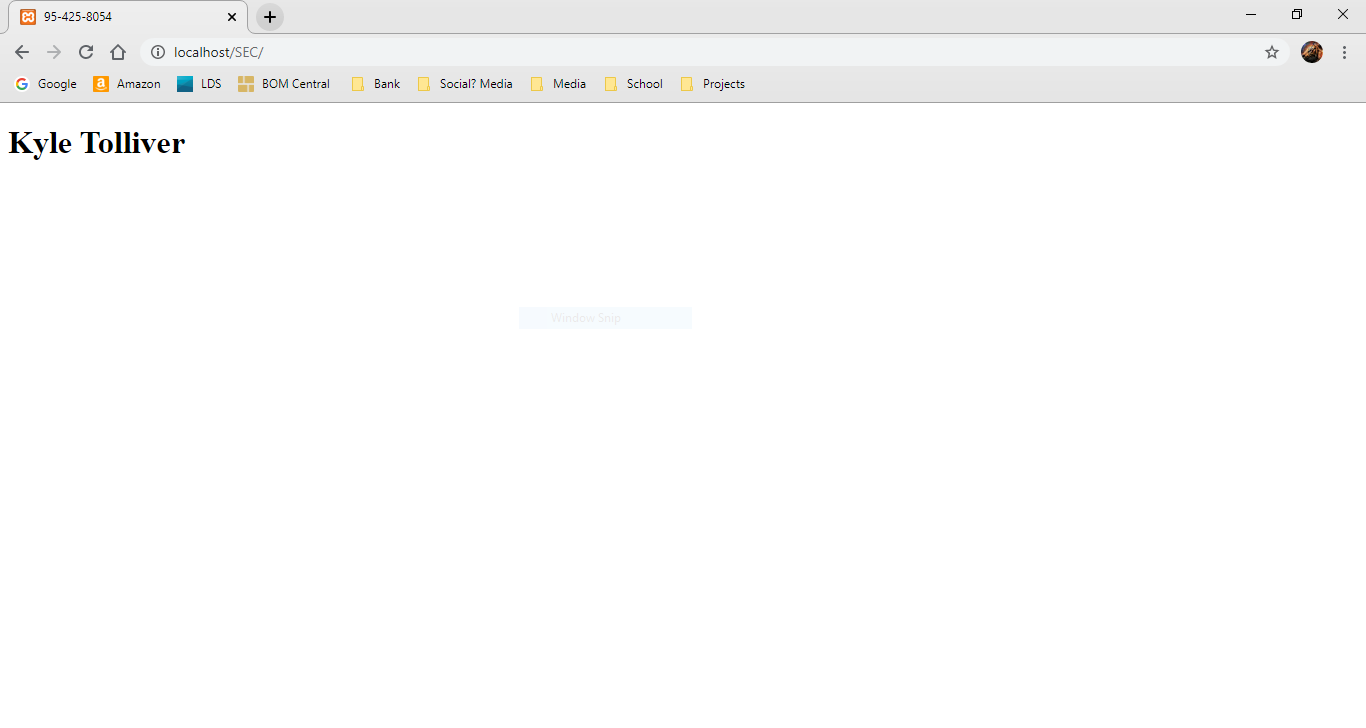 95-425-8054
localhost/SEC/
Google Amazon LDS BOM Central Bank Social? Media Media School Projects
Kyle Tolliver
Window Snip